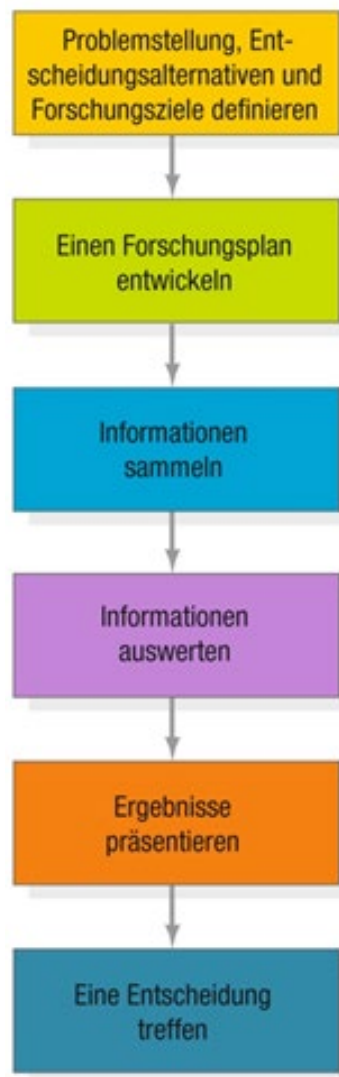 Problemstellung, Ent-
scheidungsalternativen und
Forschungsziele definieren
Einen Forschungsplan
entwickeln
Informationen
sammeln
Informationen
auswerten
Ergebnisse
präsentieren
Eine Entscheidung
treffen